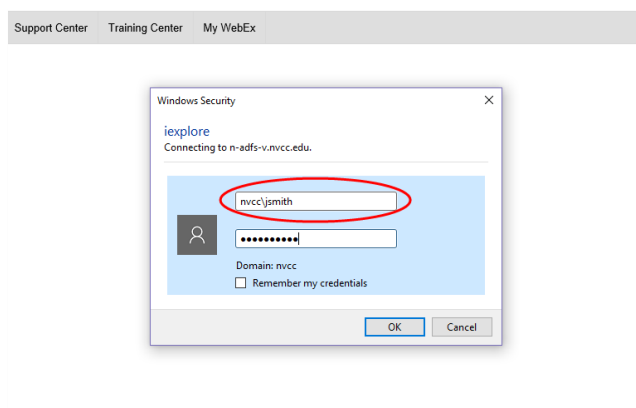 Support Center Training Center My WebEx
Windows Security
iexplore
Connecting to n-adfs-v.nvcc.edu.
nvcc\jsmith
●●●●●●●●●●
Domain: nvcc
Remember my credentials
OK Cancel